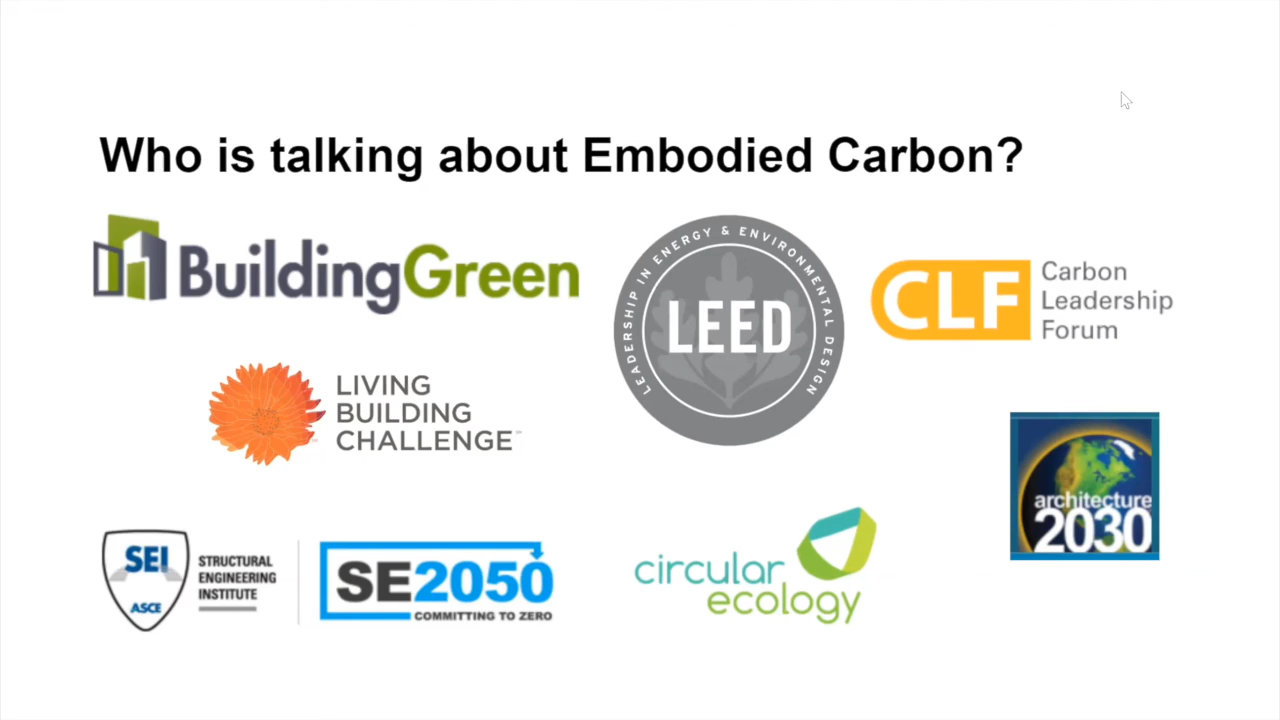 Who is talking about Embodied Carbon?
BuildingGreen
LEADERSHIP IN ENERGY & ENVIRONMENTAL DESIGN
LEED
CLF
Carbon
Leadership
Forum
LIVING
BUILDING
CHALLENGE
architecture
2030
SEI
ASCE
STRUCTURAL
ENGINEERING
INSTITUTE
SE2050
COMMITTING TO ZERO
circular
ecology